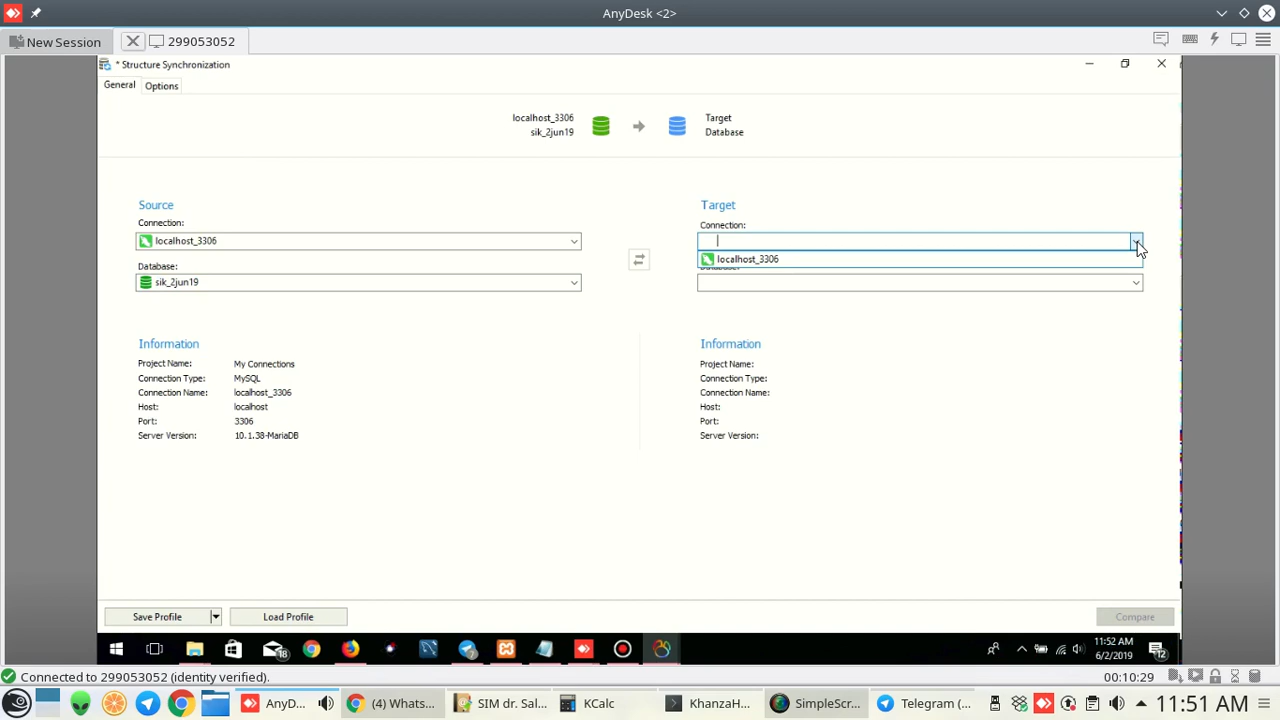 AnyDesk <2>
New Session
299053052
* Structure Synchronization
General
Options
localhost_3306
sik_2jun19
Target
Database
Source
Connection:
localhost_3306
Database:
sik_2jun19
Target
Connection:
localhost_3306
Database:
Information
Project Name: My Connections
Connection Type: MySQL
Connection Name: localhost_3306
Host: localhost
Port: 3306
Server Version: 10.1.38-MariaDB
Information
Project Name:
Connection Type:
Connection Name:
Host:
Port:
Server Version:
Save Profile
Load Profile
Compare
18
11:52 AM
6/2/2019
12
Connected to 299053052 (identity verified).
00:10:29
AnyD...
(4) Whats...
SIM dr. Sal...
KCalc
KhanzaH...
SimpleScr...
Telegram (...
11:51 AM